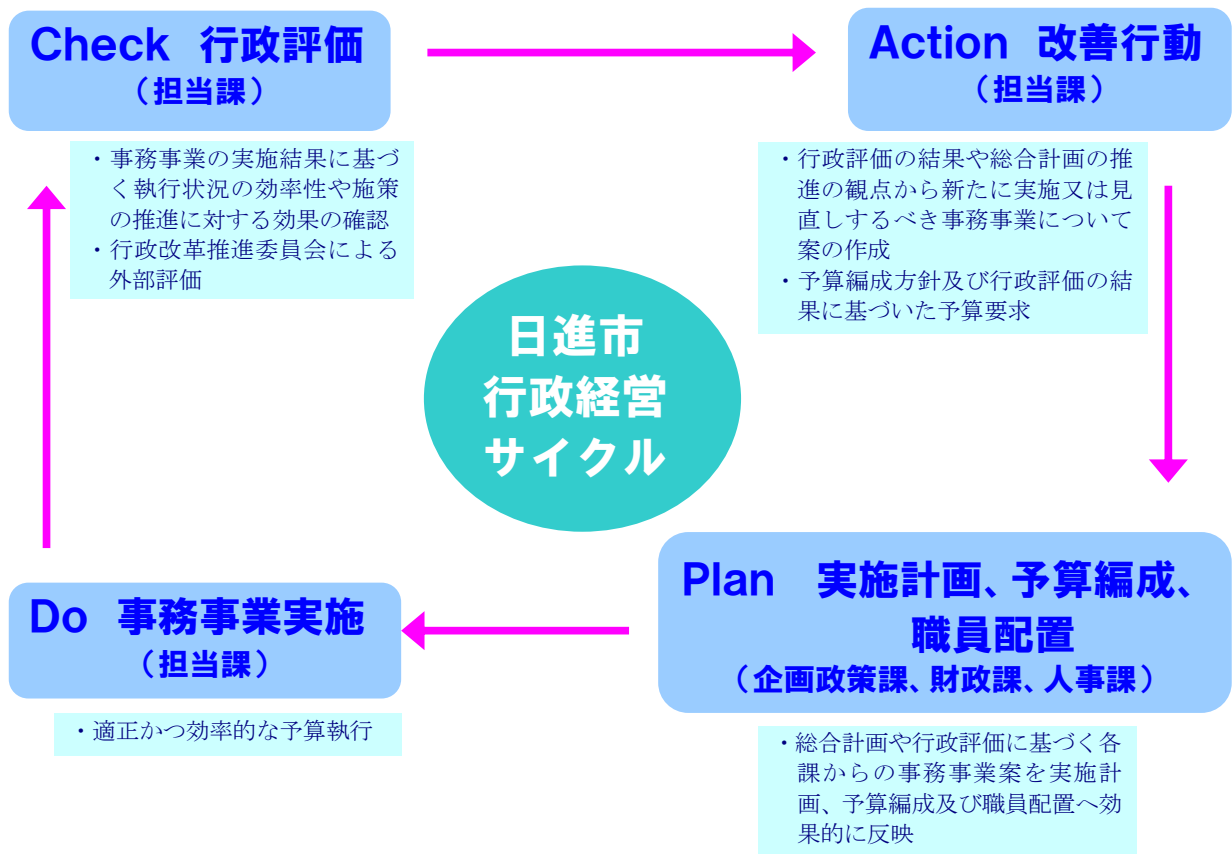 Check 行政評価
（担当課）
・事務事業の実施結果に基づ
く執行状況の効率性や施策
の推進に対する効果の確認
・行政改革推進委員会による
外部評価
Action 改善行動
（担当課）
・行政評価の結果や総合計画の推
進の観点から新たに実施又は見
直しするべき事務事業について
案の作成
・予算編成方針及び行政評価の結
果に基づいた予算要求
日進市
行政経営
サイクル
Plan 実施計画、予算編成、
職員配置
（企画政策課、財政課、人事課）
・総合計画や行政評価に基づく各
課からの事務事業案を実施計
画、予算編成及び職員配置へ効
果的に反映
Do 事務事業実施
（担当課）
・適正かつ効率的な予算執行